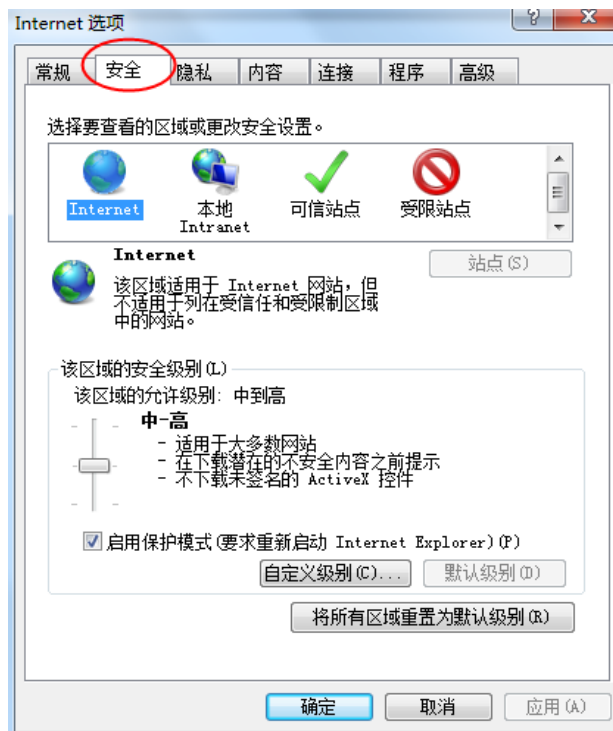 Internet 选项
常规 安全 隐私 内容 连接 程序 高级
选择要查看的区域或更改安全设置。
Internet 本地 可信站点 受限站点
Intranet
Internet
站点(S)
该区域适用于 Internet 网站，但
不适用于列在受信任和受限制区域
中的网站。
该区域的安全级别(L)
该区域的允许级别: 中到高
中-高
- 适用于大多数网站
- 在下载潜在的不安全内容之前提示
- 不下载未签名的 ActiveX 控件
启用保护模式(要求重新启动 Internet Explorer)(P)
自定义级别(C)... 默认级别(D)
将所有区域重置为默认级别(R)
确定 取消 应用(A)